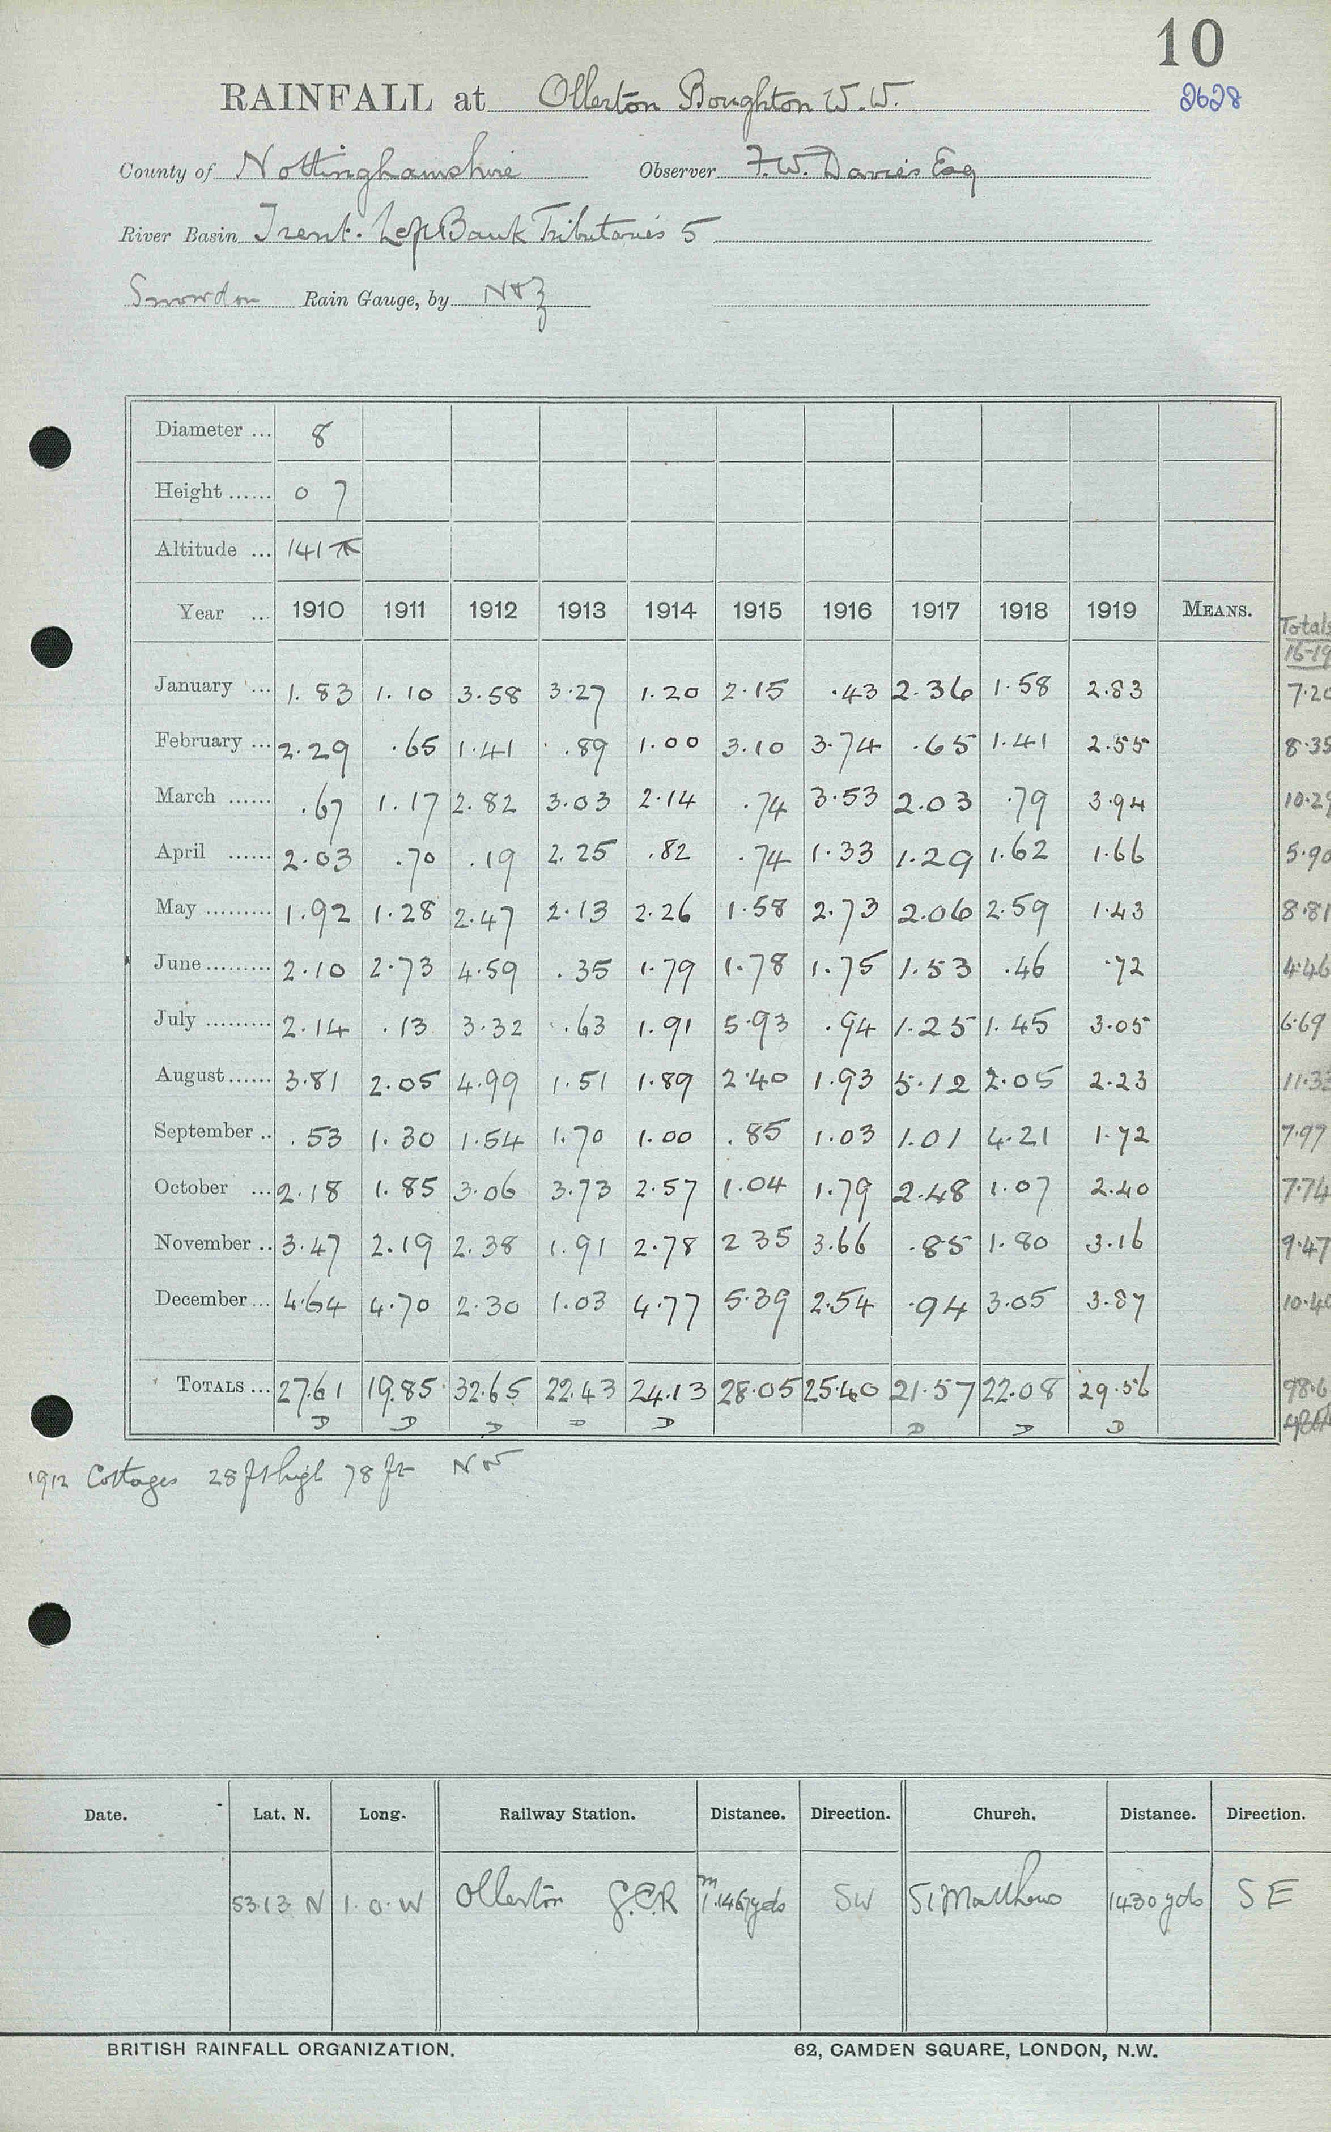 10
RAINFALL at Ollerton Boughton W.W. 2628
County of Nottinghamshire Observer F.W. Davies Esq
River Basin Trent. Left Bank Tributaries 5
Snowdon Rain Gauge, by N & Z
Diameter ... 8
Height ...... 0 7
Altitude ... 141
Year ... 1910 1911 1912 1913 1914 1915 1916 1917 1918 1919 MEANS. Totals
16-19
January ... 1.83 1.10 3.58 3.27 1.20 2.15 .43 2.36 1.58 2.83 7.20
February ... 2.29 .65 1.41 .89 1.00 3.10 3.74 .65 1.41 2.55 8.35
March ...... .67 1.17 2.82 3.03 2.14 .74 3.53 2.03 .79 3.94 10.29
April ...... 2.03 .70 .19 2.25 .82 .74 1.33 1.29 1.62 1.66 5.90
May ......... 1.92 1.28 2.47 2.13 2.26 1.58 2.73 2.06 2.59 1.43 8.81
June ......... 2.10 2.73 4.59 .35 1.79 1.78 1.75 1.53 .46 .72 4.46
July ......... 2.14 .13 3.32 .63 1.91 5.93 .94 1.25 1.45 3.05 6.69
August ...... 3.81 2.05 4.99 1.51 1.89 2.40 1.93 5.12 2.05 2.23 11.33
September .. .53 1.30 1.54 1.70 1.00 .85 1.03 1.01 4.21 1.72 7.97
October ... 2.18 1.85 3.06 3.73 2.57 1.04 1.79 2.48 1.07 2.40 7.74
November .. 3.47 2.19 2.38 1.91 2.78 2 35 3.66 .85 1.80 3.16 9.47
December ... 4.64 4.70 2.30 1.03 4.77 5.39 2.54 .94 3.05 3.87 10.40
TOTALS ... 27.61 19.85 32.65 22.43 24.13 28.05 25.40 21.57 22.08 29.56 98.6
D D D D D D D D
1912 Cottages 28 ft high 78 ft NW
Date. Lat. N. Long. Railway Station. Distance. Direction. Church. Distance. Direction.
53.13 N 1.0.W Ollerton G.C.R SW St Matthews 1430 yds SE
BRITISH RAINFALL ORGANIZATION. 62, CAMDEN SQUARE, LONDON, N.W.